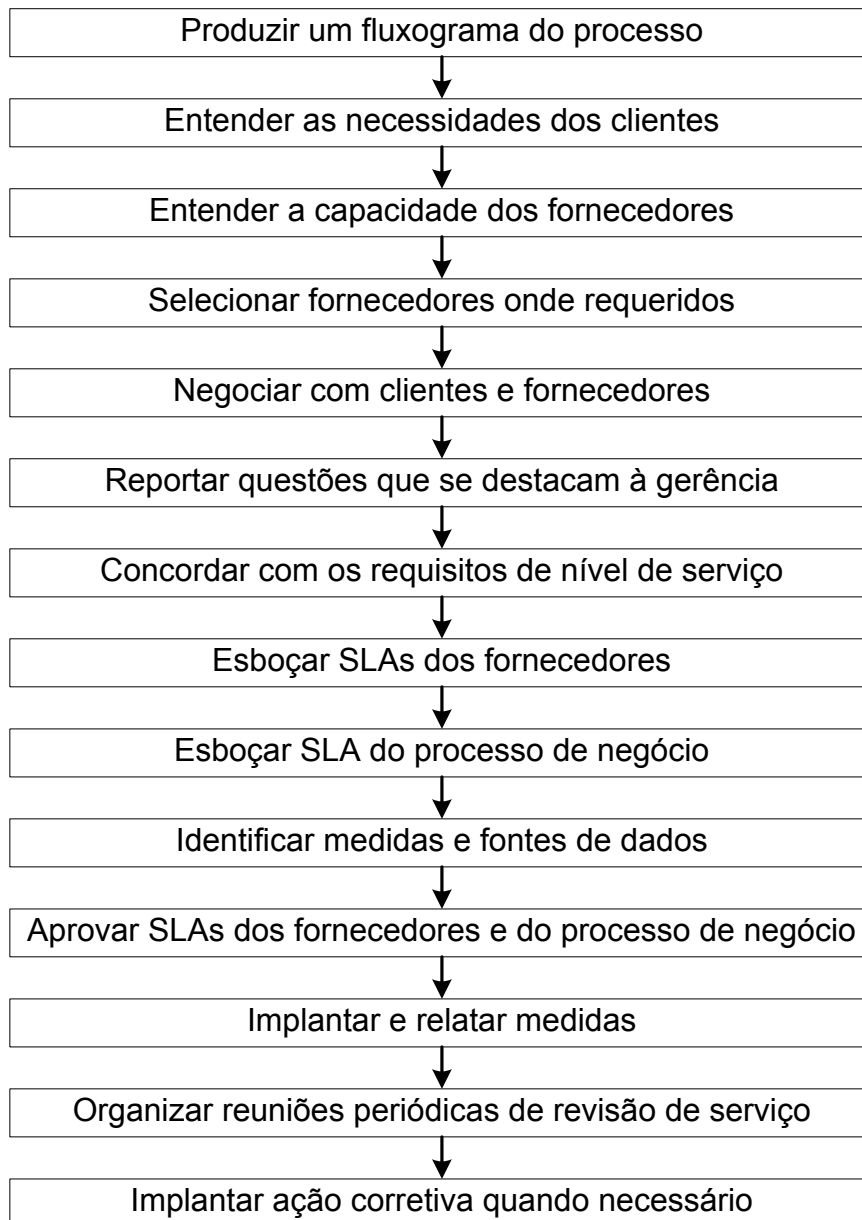 Produzir um fluxograma do processo
Entender as necessidades dos clientes
Entender a capacidade dos fornecedores
Selecionar fornecedores onde requeridos
Negociar com clientes e fornecedores
Reportar questões que se destacam à gerência
Concordar com os requisitos de nível de serviço
Esboçar SLAs dos fornecedores
Esboçar SLA do processo de negócio
Identificar medidas e fontes de dados
Aprovar SLAs dos fornecedores e do processo de negócio
Implantar e relatar medidas
Organizar reuniões periódicas de revisão de serviço
Implantar ação corretiva quando necessário